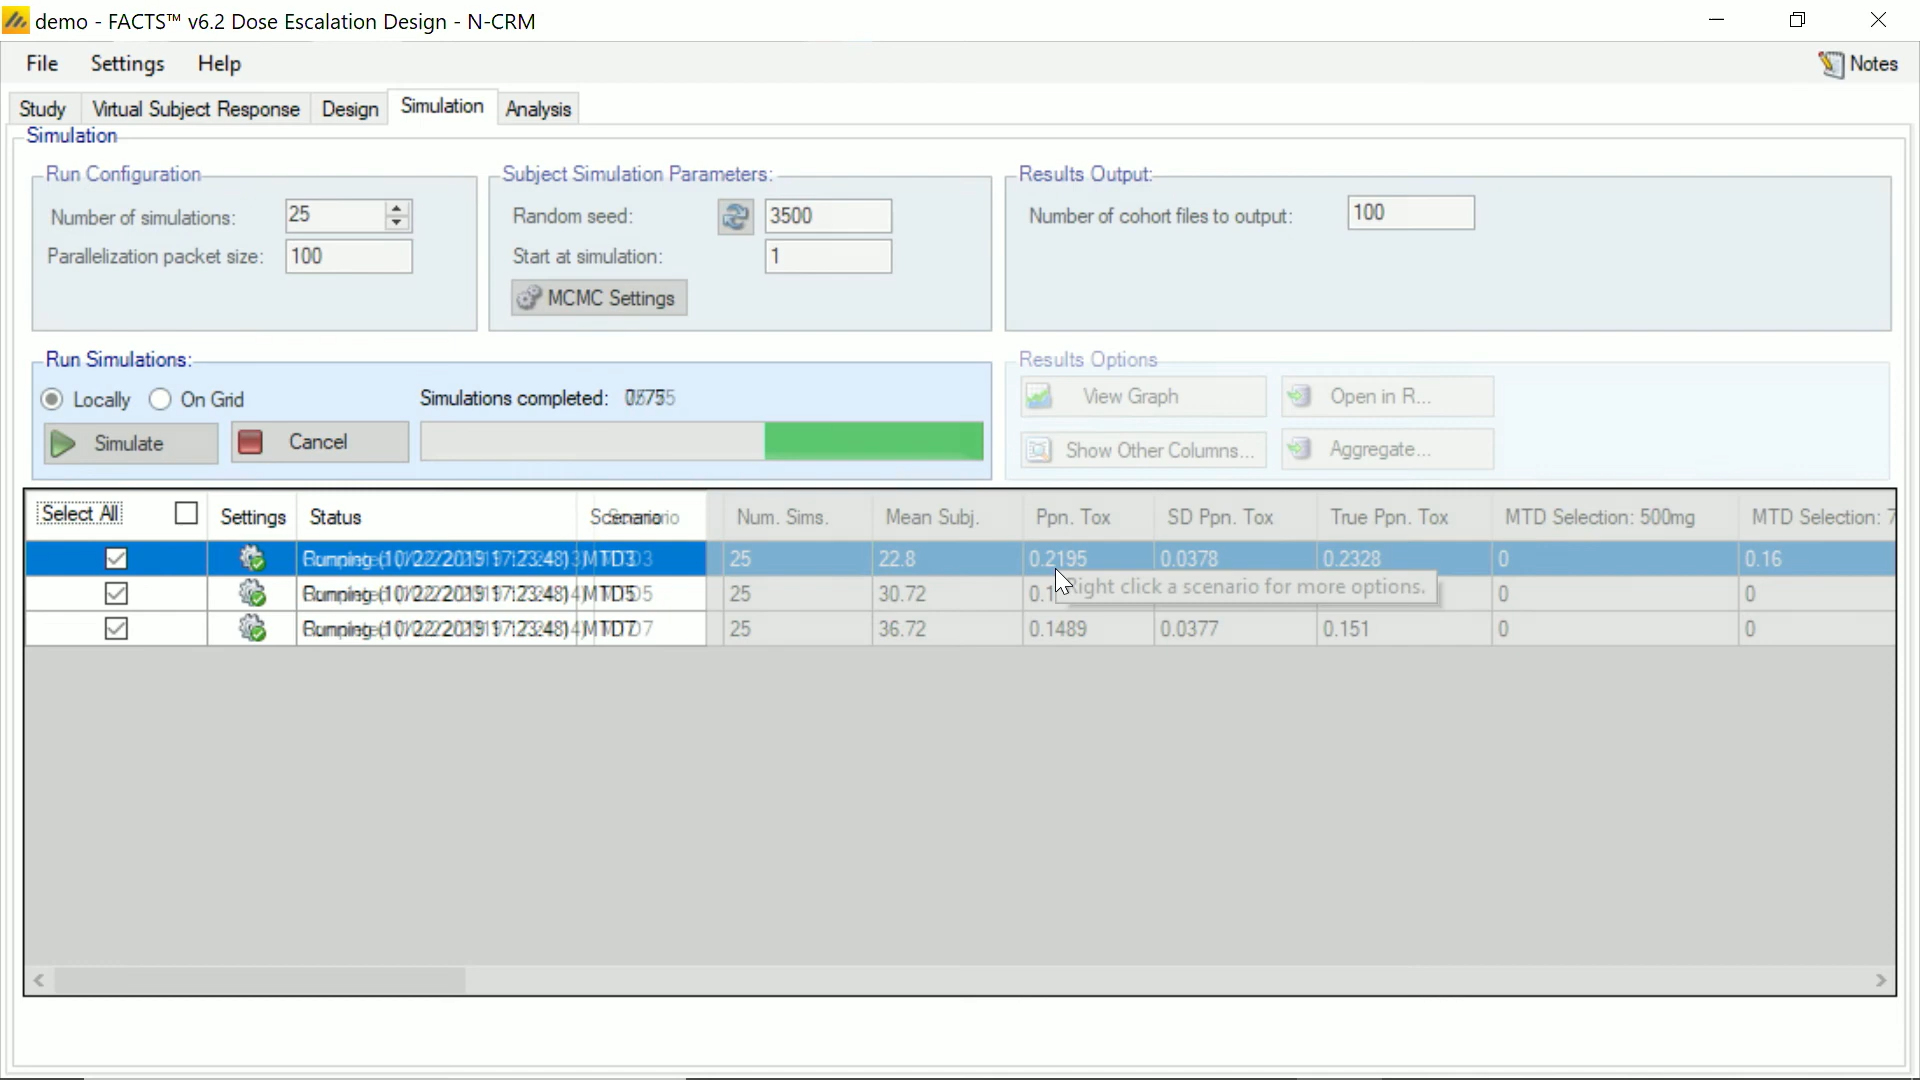 demo - FACTS™ v6.2 Dose Escalation Design - N-CRM
File Settings Help Notes
Study Virtual Subject Response Design Simulation Analysis
Simulation
Run Configuration Subject Simulation Parameters: Results Output:
Number of simulations: 25 Random seed: 3500 Number of cohort files to output: 100
Parallelization packet size: 100 Start at simulation: 1
MCMC Settings
Run Simulations: Results Options
Locally On Grid Simulations completed: View Graph Open in R...
Simulate Cancel Show Other Columns... Aggregate...
Select All Settings Status Scenario Num. Sims. Mean Subj. Ppn. Tox SD Ppn. Tox True Ppn. Tox MTD Selection: 500mg MTD Selection: 7
MTD3 25 22.8 0.2195 0.0378 0.2328 0 0.16
MTD5 25 30.72 0 0
Right click a scenario for more options.
MTD7 25 36.72 0.1489 0.0377 0.151 0 0